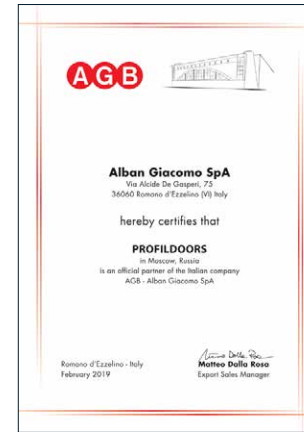 AGB
Alban Giacomo SpA
Via Alcide De Gasperi, 75
36060 Romano d'Ezzelino (VI) Italy
hereby certifies that
PROFILDOORS
in Moscow, Russia
is an official partner of the Italian company
AGB - Alban Giacomo SpA
Romano d'Ezzelino - Italy
February 2019
Matteo Dalla Rosa
Export Sales Manager